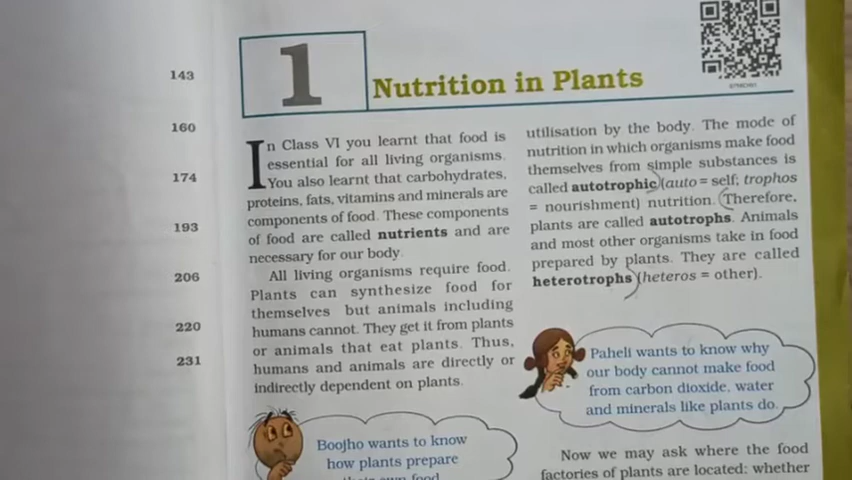 143
160
174
193
206
220
231
1
Nutrition in Plants
In Class VI you learnt that food is
essential for all living organisms.
You also learnt that carbohydrates,
proteins, fats, vitamins and minerals are
components of food. These components
of food are called nutrients and are
necessary for our body.
All living organisms require food.
Plants can synthesize food for
themselves but animals including
humans cannot. They get it from plants
or animals that eat plants. Thus,
humans and animals are directly or
indirectly dependent on plants.
Boojho wants to know
how plants prepare
their own food
utilisation by the body. The mode of
nutrition in which organisms make food
themselves from simple substances is
called autotrophic (auto = self; trophos
= nourishment) nutrition. Therefore,
plants are called autotrophs. Animals
and most other organisms take in food
prepared by plants. They are called
heterotrophs (heteros = other).
Paheli wants to know why
our body cannot make food
from carbon dioxide, water
and minerals like plants do.
Now we may ask where the food
factories of plants are located: whether